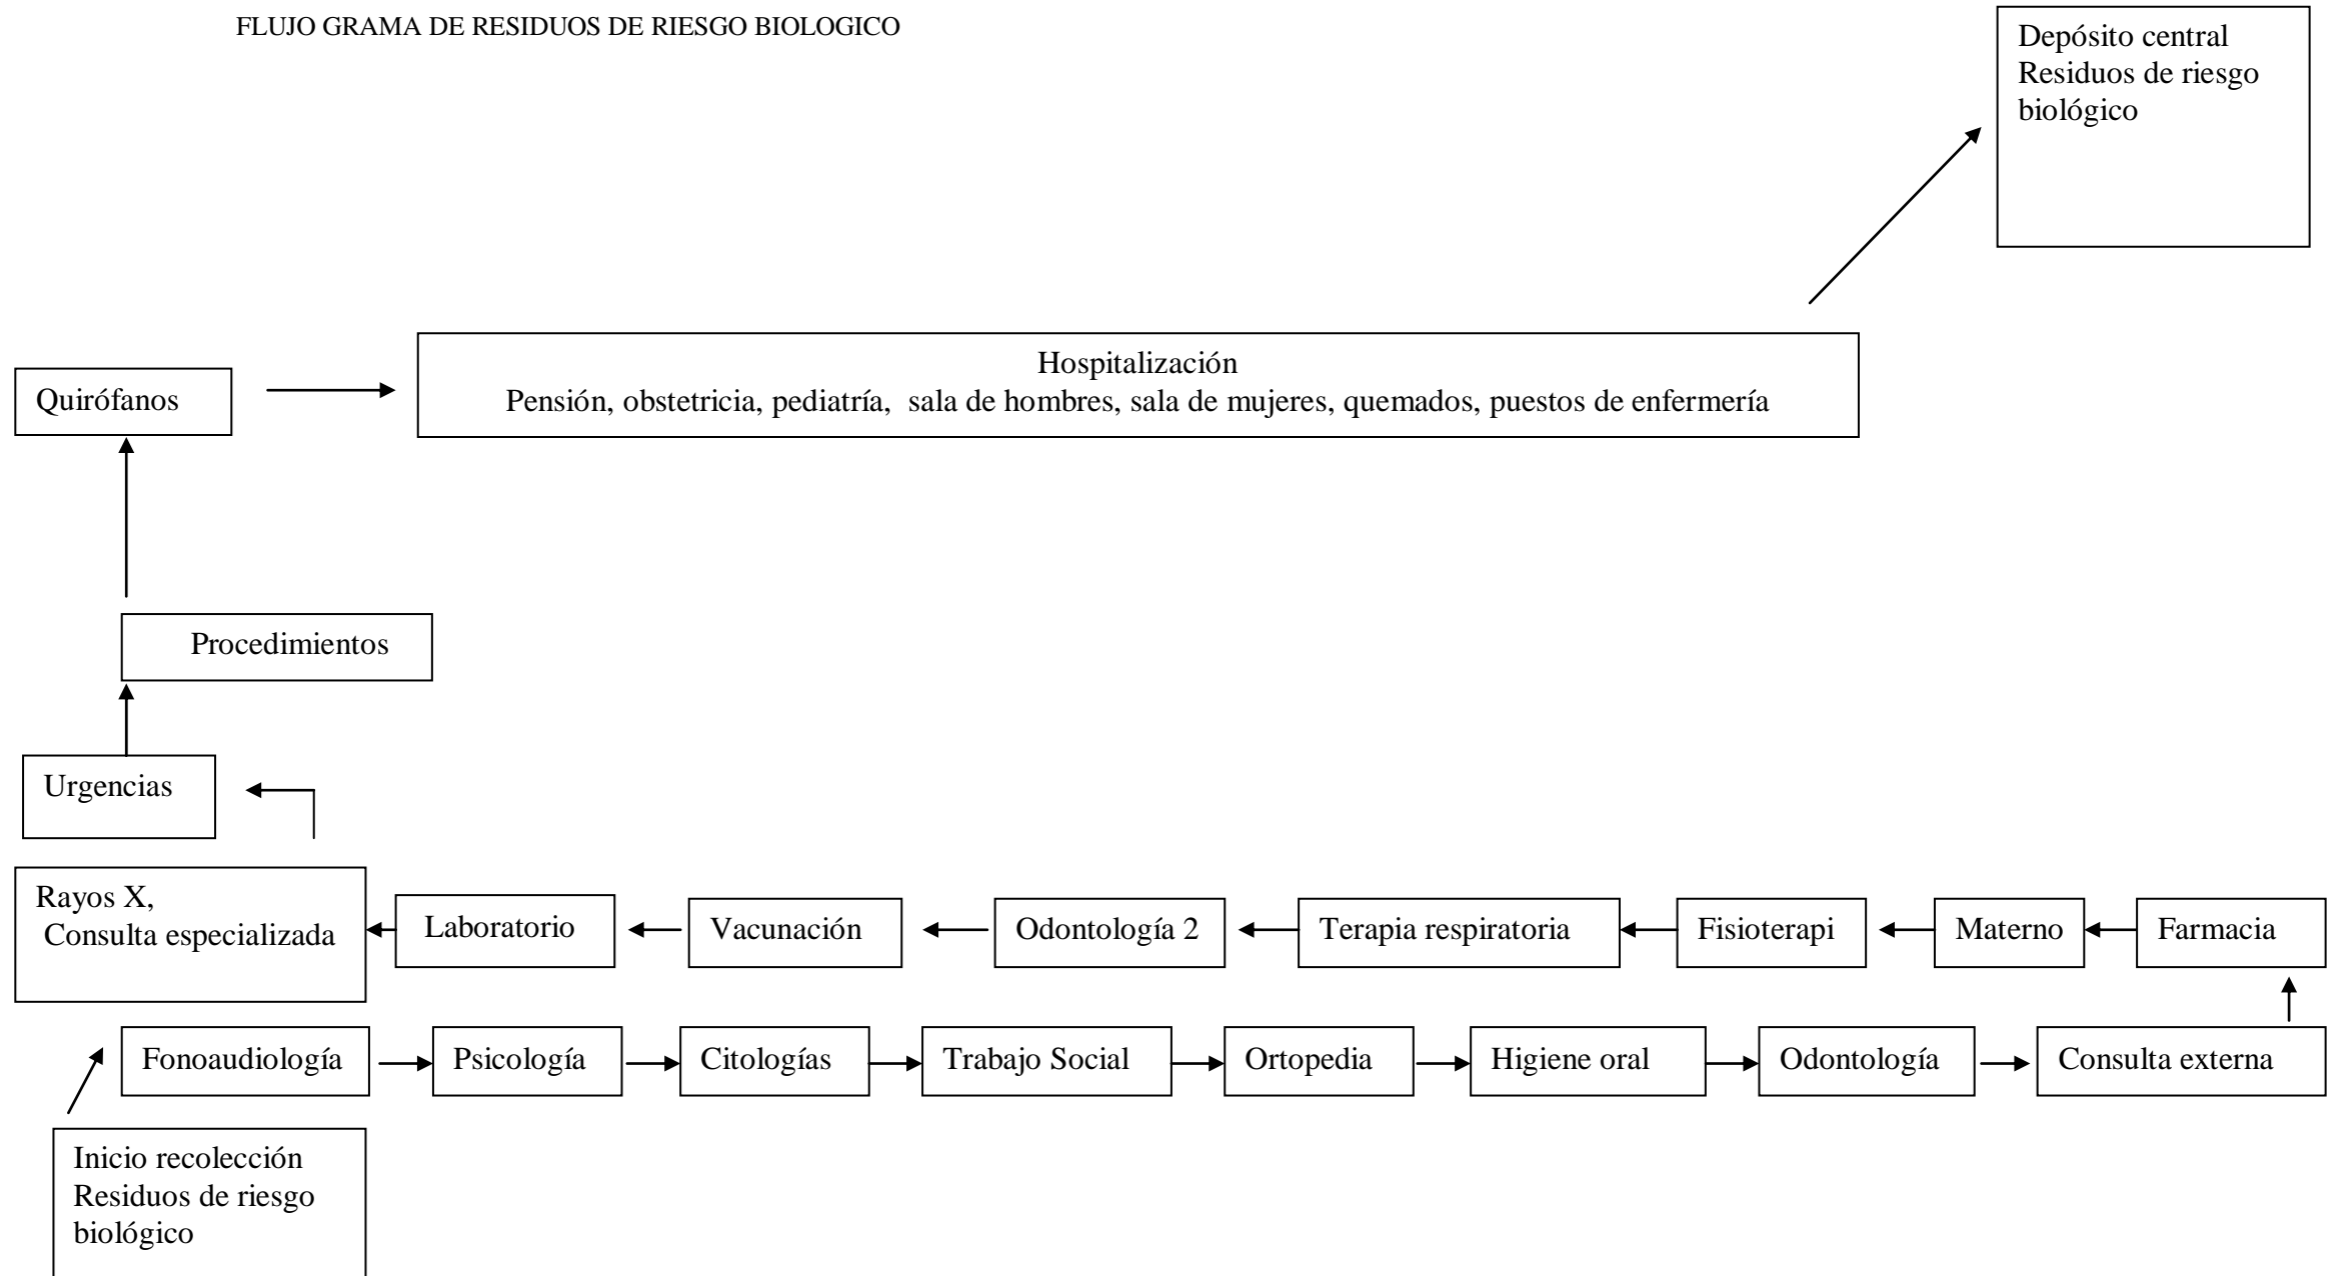 FLUJO GRAMA DE RESIDUOS DE RIESGO BIOLOGICO
Depósito central
Residuos de riesgo
biológico
Hospitalización
Pensión, obstetricia, pediatría, sala de hombres, sala de mujeres, quemados, puestos de enfermería
Quirófanos
Procedimientos
Urgencias
Rayos X,
Consulta especializada
Laboratorio
Vacunación
Odontología 2
Terapia respiratoria
Fisioterapi
Materno
Farmacia
Fonoaudiología
Psicología
Citologías
Trabajo Social
Ortopedia
Higiene oral
Odontología
Consulta externa
Inicio recolección
Residuos de riesgo
biológico